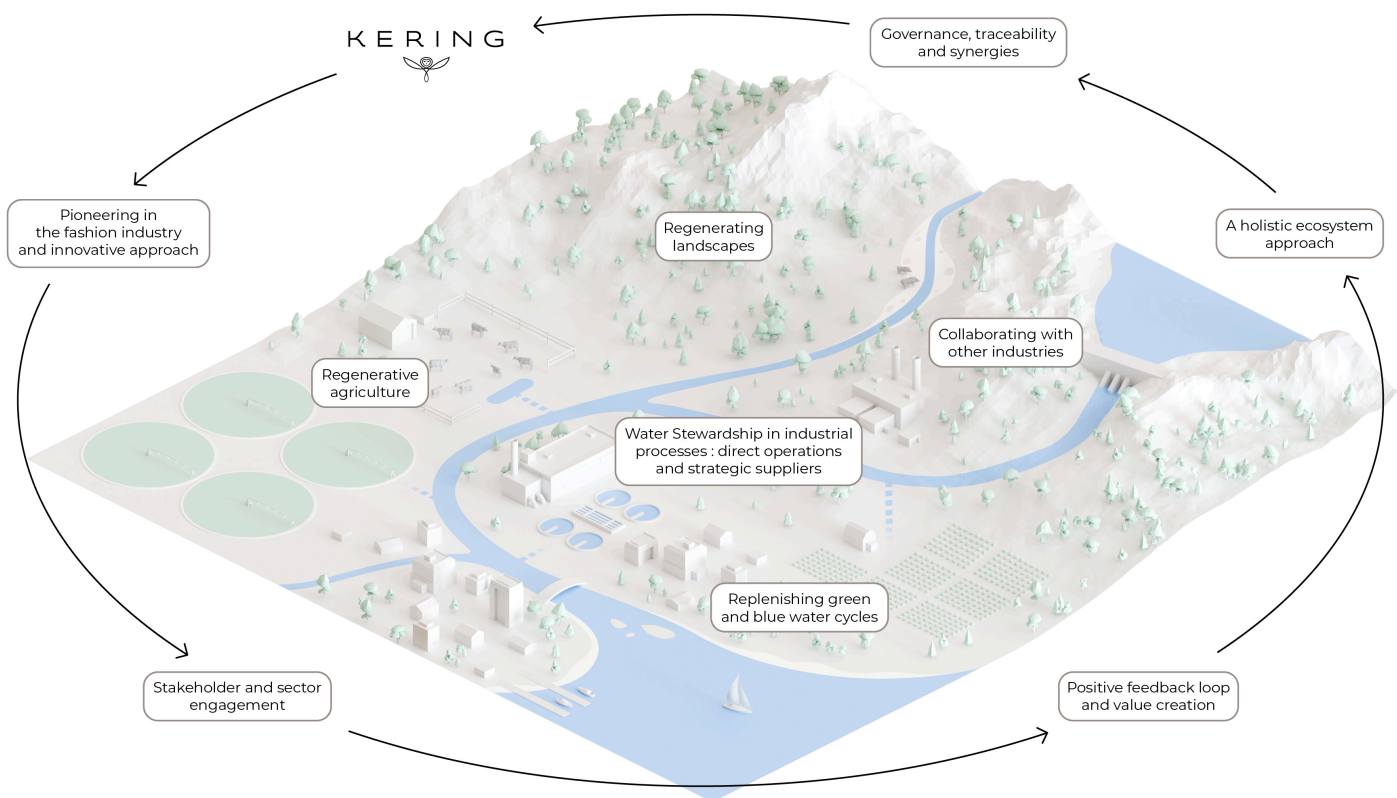 KERING
Governance, traceability
and synergies
Pioneering in
the fashion industry
and innovative approach
Regenerating
landscapes
A holistic ecosystem
approach
Collaborating with
other industries
Regenerative
agriculture
Water Stewardship in industrial
processes : direct operations
and strategic suppliers
Replenishing green
and blue water cycles
Stakeholder and sector
engagement
Positive feedback loop
and value creation